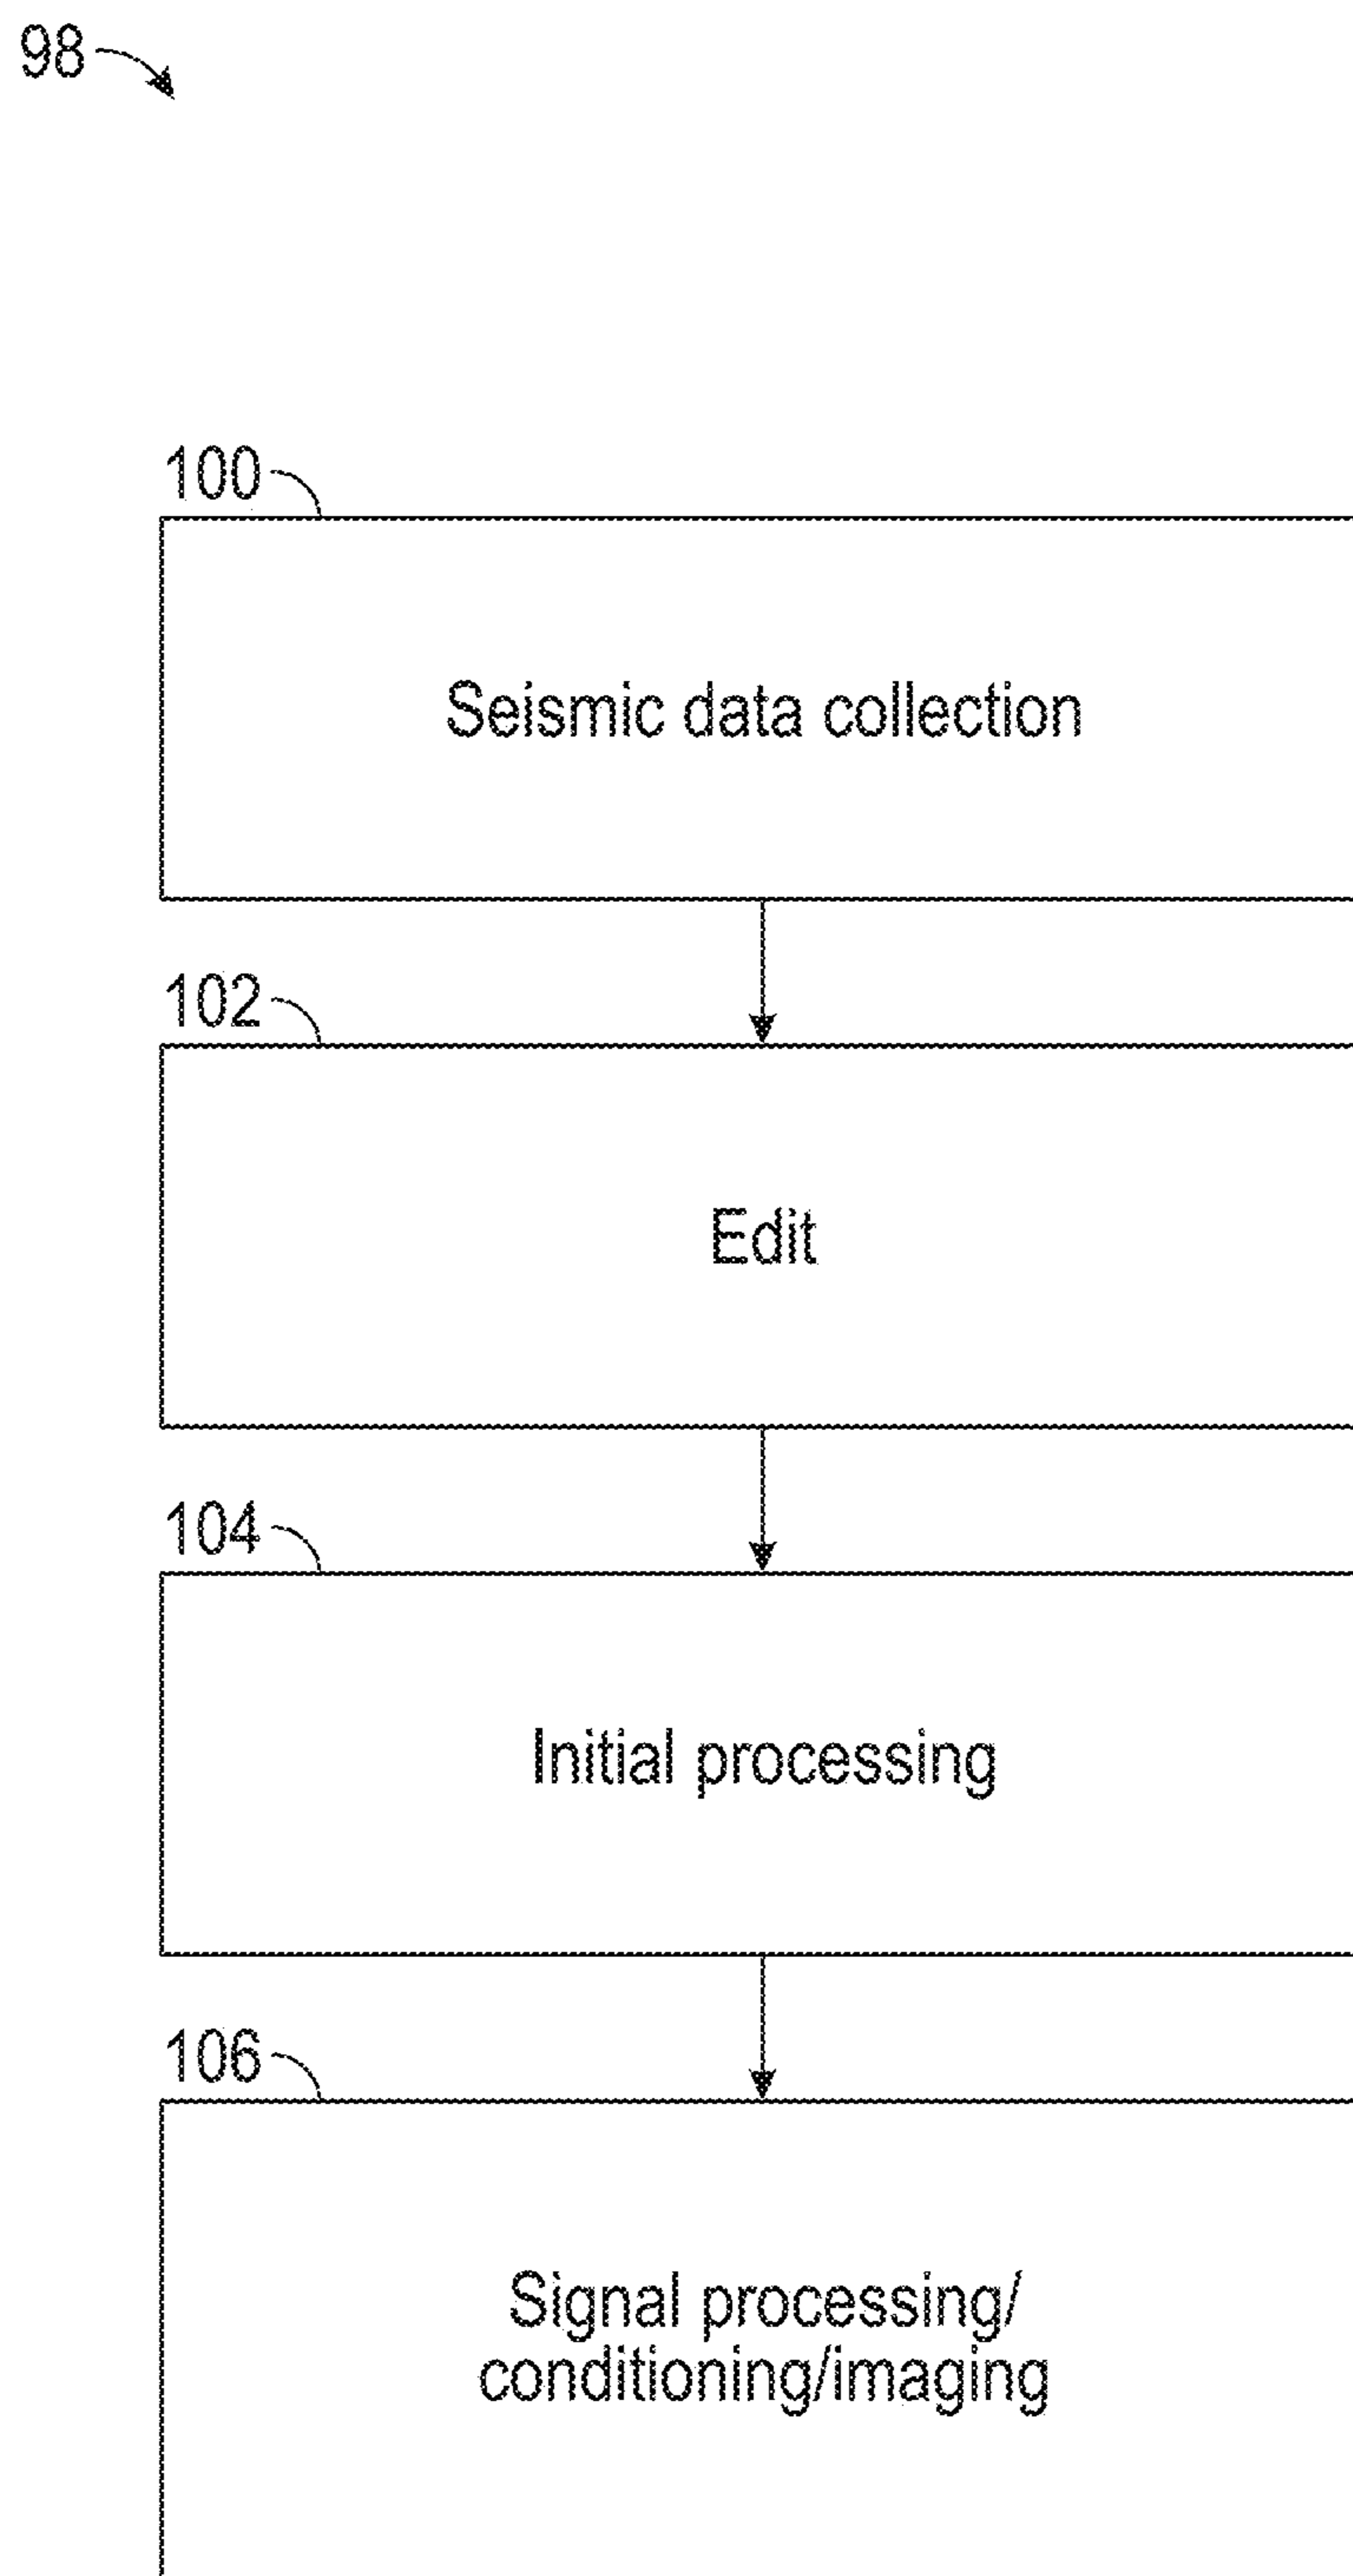 98
100
Seismic data collection
102
Edit
104
Initial processing
106
Signal processing/
conditioning/imaging